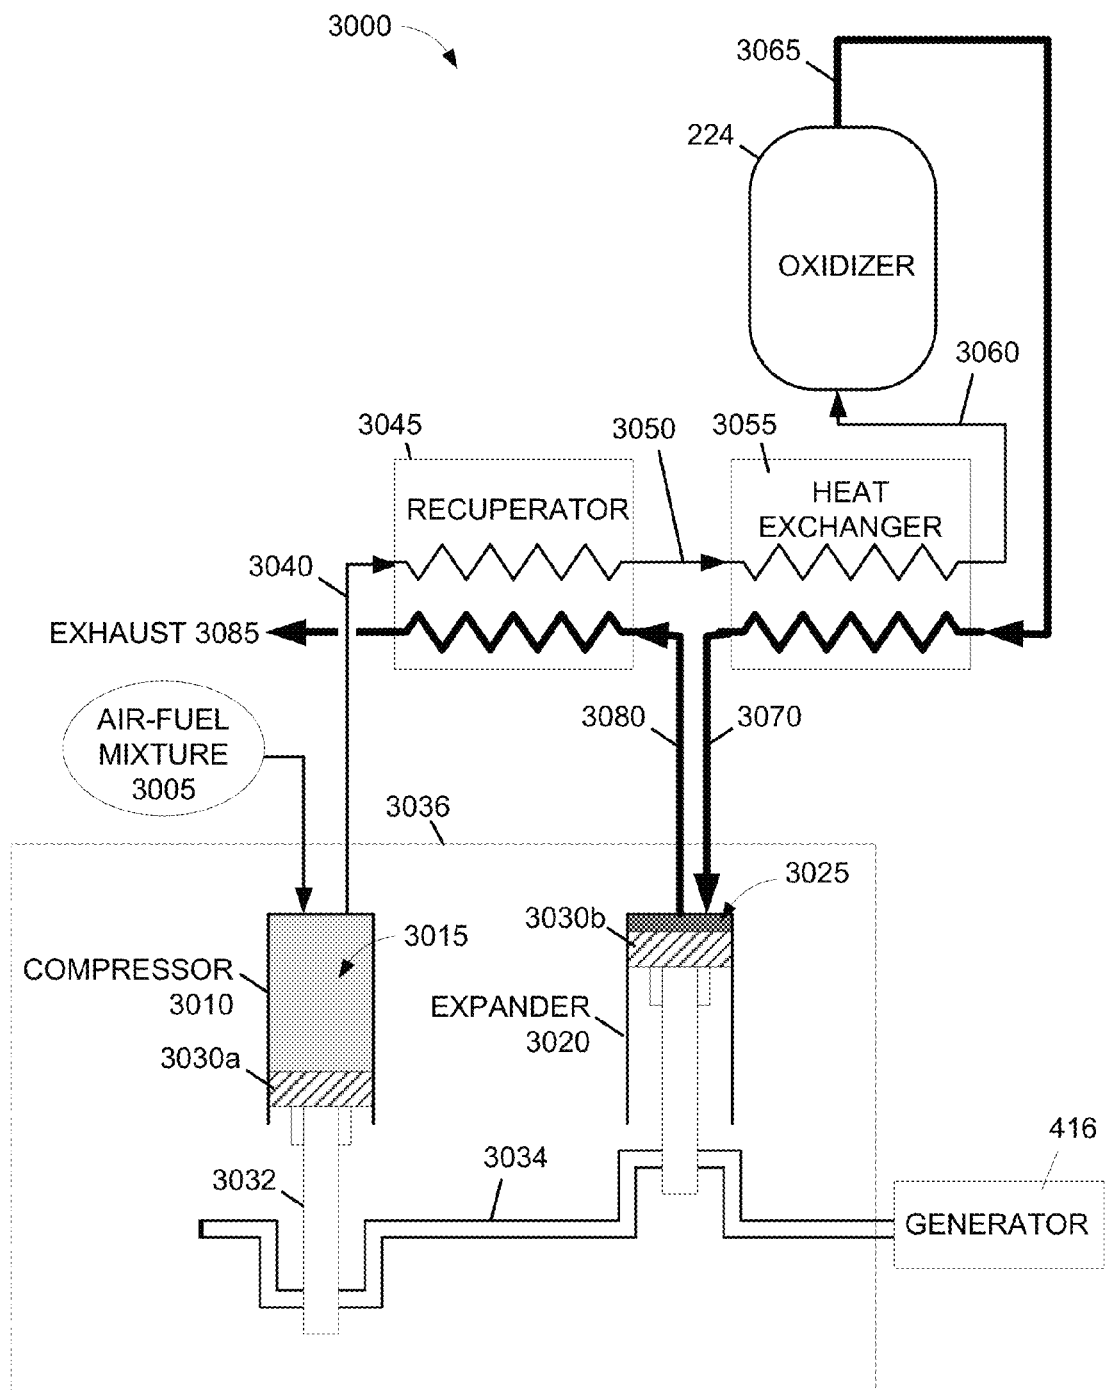 3000
3065
224
OXIDIZER
3060
3045
3050
3055
RECUPERATOR
HEAT
EXCHANGER
3040
EXHAUST 3085
AIR-FUEL
MIXTURE
3005
3080
3070
3036
3025
3030b
3015
COMPRESSOR
3010
EXPANDER
3020
3030a
416
3034
3032
GENERATOR